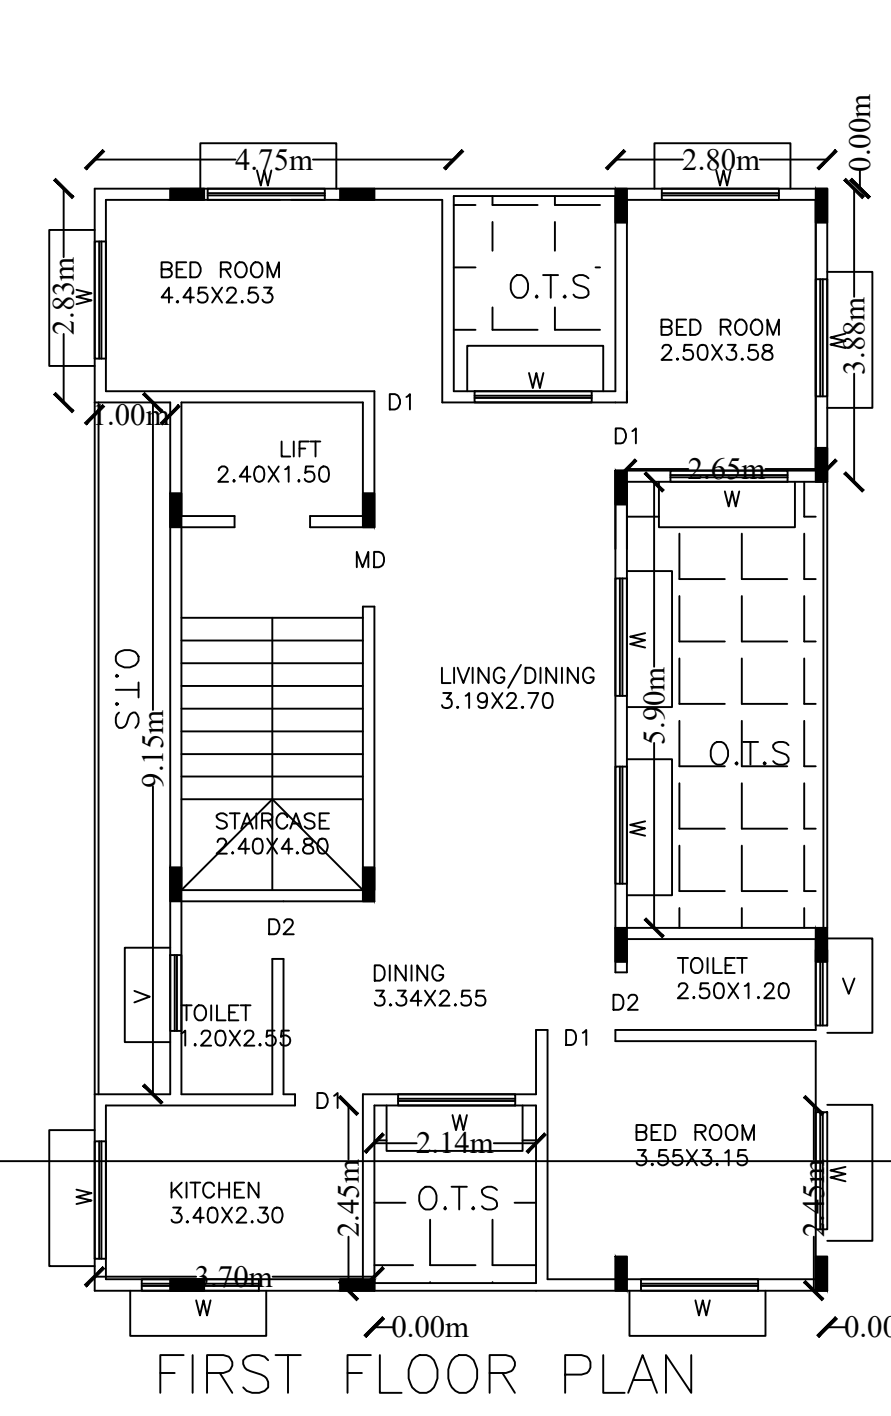 0.00m
4.75m
2.80m
W
W
BED ROOM
4.45X2.53
2.83m
W
O.T.S
BED ROOM
2.50X3.58
W
3.88m
W
D1
1.00m
D1
LIFT
2.40X1.50
2.65m
W
MD
O.T.S
9.15m
W
LIVING/DINING
3.19X2.70
5.90m
O.T.S
STAIRCASE
2.40X4.80
W
D2
DINING
3.34X2.55
TOILET
2.50X1.20
V
V
D2
TOILET
1.20X2.55
D1
D1
W
2.14m
BED ROOM
3.55X3.15
W
2.45m
2.45m
W
KITCHEN
3.40X2.30
O.T.S
3.70m
W
W
0.00m
0.00
FIRST FLOOR PLAN